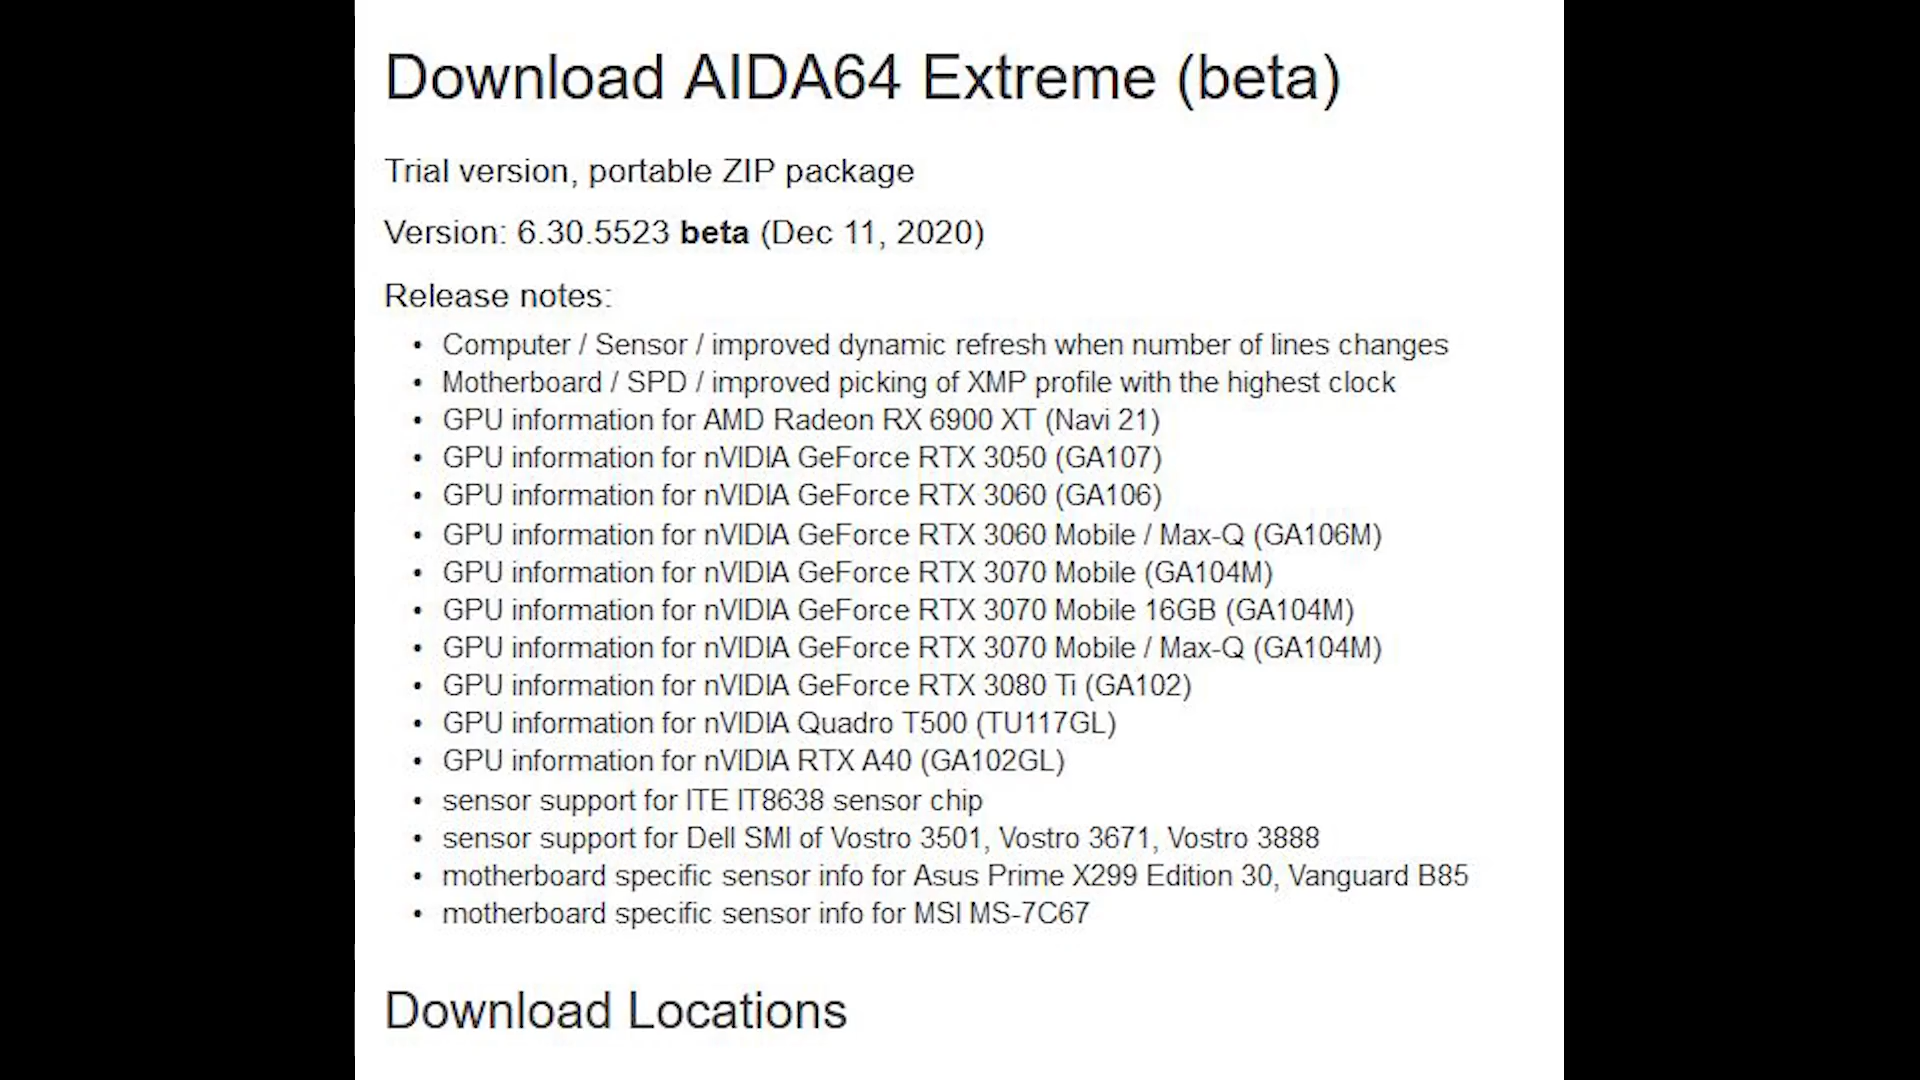 Download AIDA64 Extreme (beta)
Trial version, portable ZIP package
Version: 6.30.5523 beta (Dec 11, 2020)
Release notes:
• Computer / Sensor / improved dynamic refresh when number of lines changes
• Motherboard / SPD / improved picking of XMP profile with the highest clock
• GPU information for AMD Radeon RX 6900 XT (Navi 21)
• GPU information for nVIDIA GeForce RTX 3050 (GA107)
• GPU information for nVIDIA GeForce RTX 3060 (GA106)
• GPU information for nVIDIA GeForce RTX 3060 Mobile / Max-Q (GA106M)
• GPU information for nVIDIA GeForce RTX 3070 Mobile (GA104M)
• GPU information for nVIDIA GeForce RTX 3070 Mobile 16GB (GA104M)
• GPU information for nVIDIA GeForce RTX 3070 Mobile / Max-Q (GA104M)
• GPU information for nVIDIA GeForce RTX 3080 Ti (GA102)
• GPU information for nVIDIA Quadro T500 (TU117GL)
• GPU information for nVIDIA RTX A40 (GA102GL)
• sensor support for ITE IT8638 sensor chip
• sensor support for Dell SMI of Vostro 3501, Vostro 3671, Vostro 3888
• motherboard specific sensor info for Asus Prime X299 Edition 30, Vanguard B85
• motherboard specific sensor info for MSI MS-7C67
Download Locations